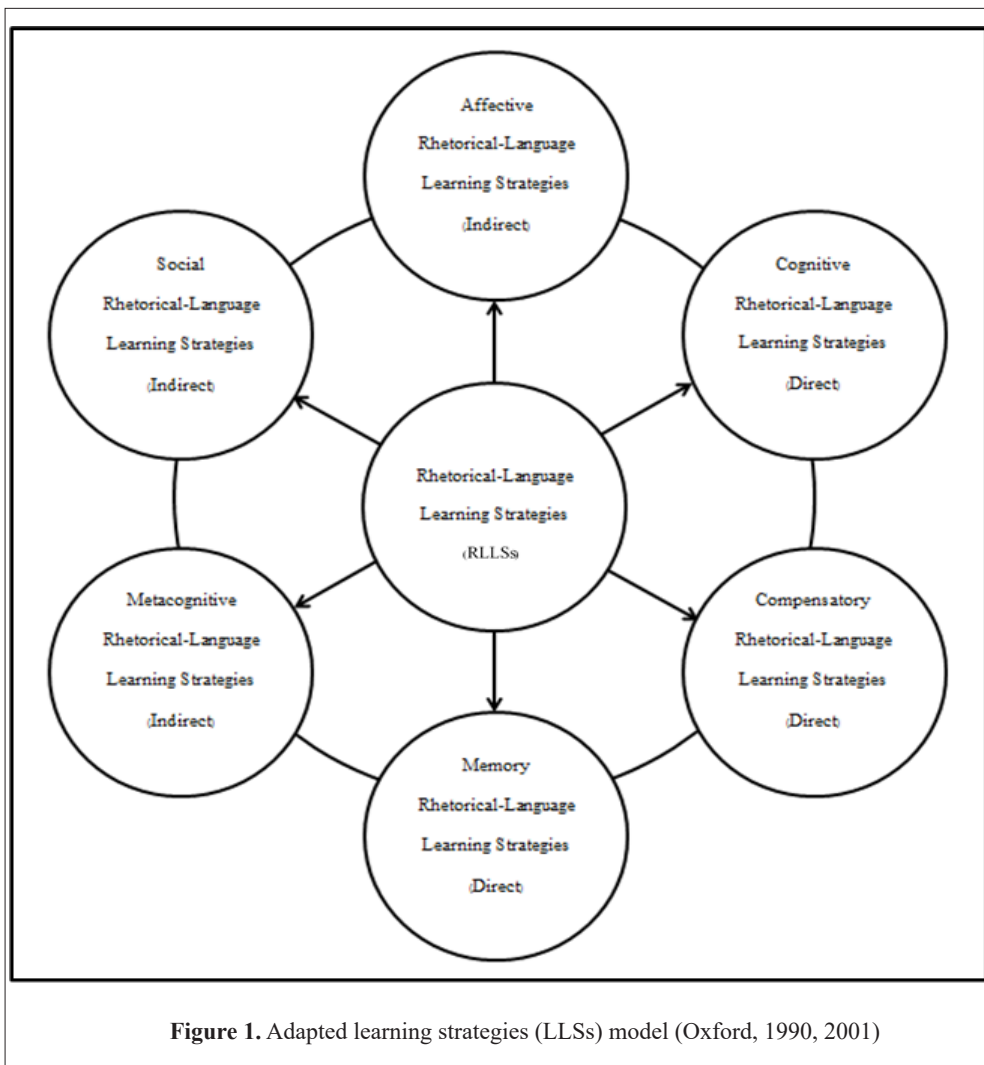 Affective
Rhetorical-Language
Learning Strategies
(Indirect)
Social
Rhetorical-Language
Learning Strategies
(Indirect)
Cognitive
Rhetorical-Language
Learning Strategies
(Direct)
Rhetorical-Language
Learning Strategies
(RLLSs)
Metacognitive
Rhetorical-Language
Learning Strategies
(Indirect)
Compensatory
Rhetorical-Language
Learning Strategies
(Direct)
Memory
Rhetorical-Language
Learning Strategies
(Direct)
Figure 1. Adapted learning strategies (LLSs) model (Oxford, 1990, 2001)